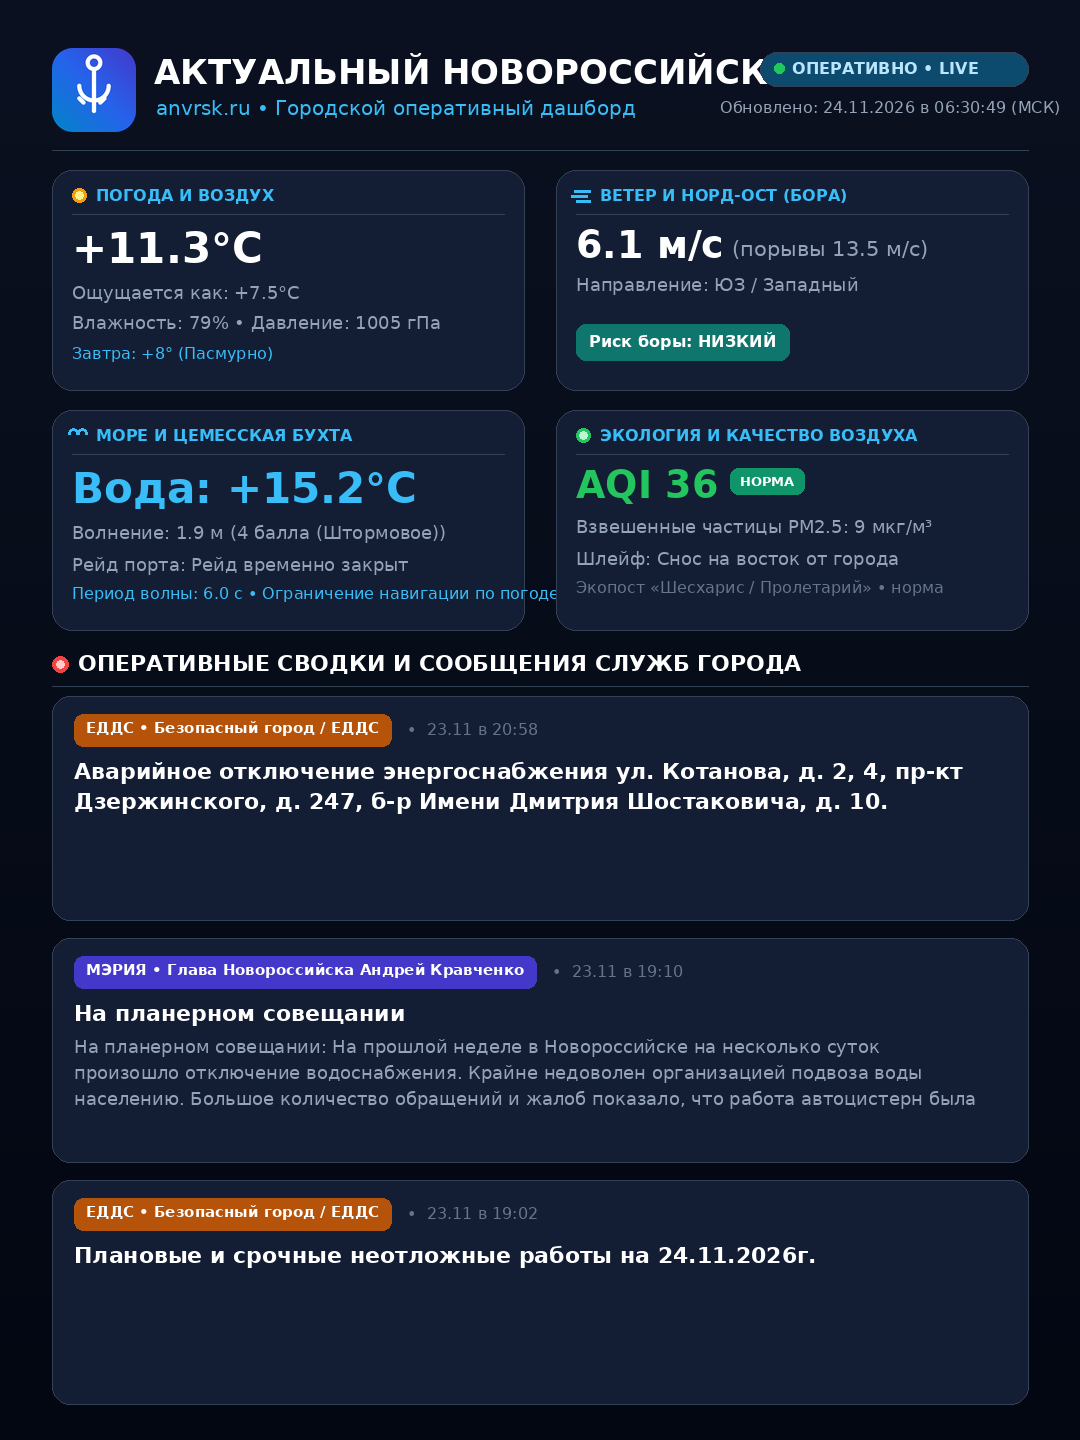 АКТУАЛЬНЫЙ НОВОРОССИЙСК
ОПЕРАТИВНО • LIVE
anvrsk.ru • Городской оперативный дашборд
Обновлено: 24.11.2026 в 06:30:49 (МСК)
ПОГОДА И ВОЗДУХ
+11.3°C
Ощущается как: +7.5°C
Влажность: 79% • Давление: 1005 гПа
Завтра: +8° (Пасмурно)
ВЕТЕР И НОРД-ОСТ (БОРА)
6.1 м/с (порывы 13.5 м/с)
Направление: ЮЗ / Западный
Риск боры: НИЗКИЙ
МОРЕ И ЦЕМЕССКАЯ БУХТА
Вода: +15.2°C
Волнение: 1.9 м (4 балла (Штормовое))
Рейд порта: Рейд временно закрыт
Период волны: 6.0 с • Ограничение навигации по погоде
ЭКОЛОГИЯ И КАЧЕСТВО ВОЗДУХА
AQI 36 НОРМА
Взвешенные частицы PM2.5: 9 мкг/м³
Шлейф: Снос на восток от города
Экопост «Шесхарис / Пролетарий» • норма
ОПЕРАТИВНЫЕ СВОДКИ И СООБЩЕНИЯ СЛУЖБ ГОРОДА
ЕДДС • Безопасный город / ЕДДС • 23.11 в 20:58
Аварийное отключение энергоснабжения ул. Котанова, д. 2, 4, пр-кт
Дзержинского, д. 247, б-р Имени Дмитрия Шостаковича, д. 10.
МЭРИЯ • Глава Новороссийска Андрей Кравченко • 23.11 в 19:10
На планерном совещании
На планерном совещании: На прошлой неделе в Новороссийске на несколько суток
произошло отключение водоснабжения. Крайне недоволен организацией подвоза воды
населению. Большое количество обращений и жалоб показало, что работа автоцистерн была
ЕДДС • Безопасный город / ЕДДС • 23.11 в 19:02
Плановые и срочные неотложные работы на 24.11.2026г.